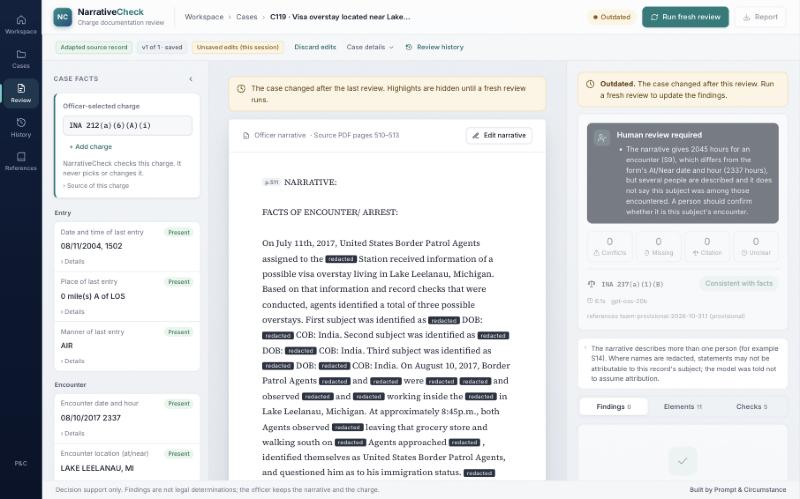 Workspace
Cases
Review
History
References
P&C
NC
NarrativeCheck
Charge documentation review
Workspace › Cases › C119 · Visa overstay located near Lake...
Outdated
Run fresh review
Report
Adapted source record
v1 of 1 · saved
Unsaved edits (this session)
Discard edits
Case details
Review history
CASE FACTS
Officer-selected charge
INA 212(a)(6)(A)(i)
+ Add charge
NarrativeCheck checks this charge. It
never picks or changes it.
› Source of this charge
Entry
Date and time of last entry
Present
08/11/2004, 1502
› Details
Place of last entry
Present
0 mile(s) A of LOS
› Details
Manner of last entry
Present
AIR
› Details
Encounter
Encounter date and hour
Present
08/10/2017 2337
› Details
Encounter location (at/near)
Present
LAKE LEELANAU, MI
The case changed after the last review. Highlights are hidden until a fresh review
runs.
Officer narrative · Source PDF pages 510–513
Edit narrative
p.511 NARRATIVE:
FACTS OF ENCOUNTER/ ARREST:
On July 11th, 2017, United States Border Patrol Agents
assigned to the redacted Station received information of a
possible visa overstay living in Lake Leelanau, Michigan.
Based on that information and record checks that were
conducted, agents identified a total of three possible
overstays. First subject was identified as redacted DOB:
redacted COB: India. Second subject was identified as redacted
DOB: redacted COB: India. Third subject was identified as
redacted DOB: redacted COB: India. On August 10, 2017, Border
Patrol Agents redacted and redacted were redacted redacted and
observed redacted and redacted working inside the redacted in
Lake Leelanau, Michigan. At approximately 8:45p.m., both
Agents observed redacted leaving that grocery store and
walking south on redacted Agents approached redacted ,
identified themselves as United States Border Patrol Agents,
and questioned him as to his immigration status. redacted
Outdated. The case changed after this review. Run
a fresh review to update the findings.
Human review required
• The narrative gives 2045 hours for an
encounter (S9), which differs from the
form's At/Near date and hour (2337 hours),
but several people are described and it does
not say this subject was among those
encountered. A person should confirm
whether it is this subject's encounter.
0
Conflicts
0
Missing
0
Citation
0
Unclear
INA 237(a)(1)(B)
Consistent with facts
gpt-oss-20b
references team-provisional-2026-10-31 (provisional)
The narrative describes more than one person (for example
S14). Where names are redacted, statements may not be
attributable to this record's subject; the model was told not
to assume attribution.
Findings 0
Elements 11
Checks 5
Decision support only. Findings are not legal determinations; the officer keeps the narrative and the charge.
Built by Prompt & Circumstance